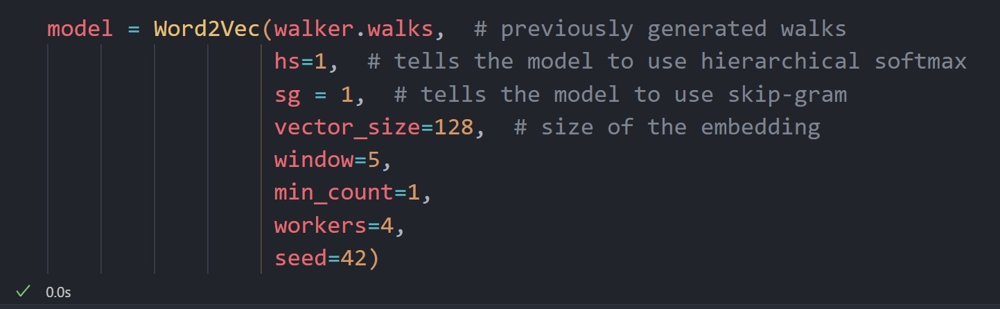 model = Word2Vec(walker.walks,  # previously generated walks
hs=1,  # tells the model to use hierarchical softmax
sg = 1,  # tells the model to use skip-gram
vector_size=128,  # size of the embedding
window=5,
min_count=1,
workers=4,
seed=42)
0.0s